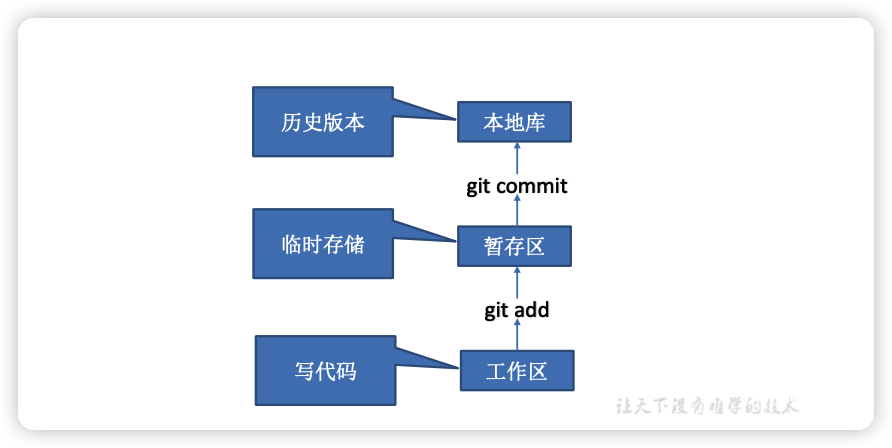 历史版本
本地库
git commit
临时存储
暂存区
git add
写代码
工作区
让天下没有难学的技术